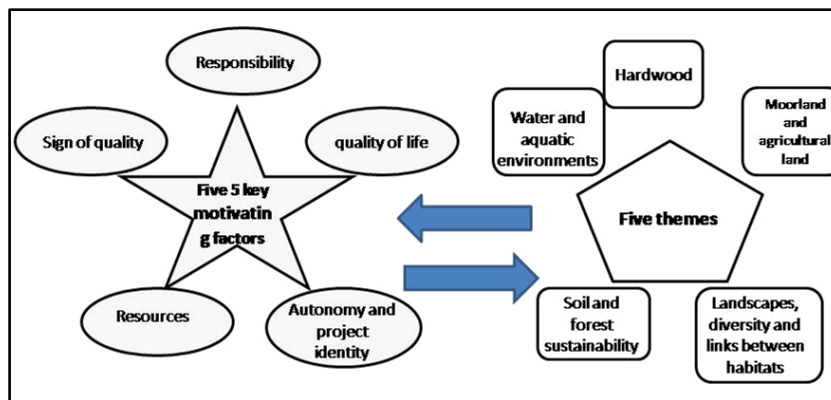 Responsibility
Sign of quality
quality of life
Five 5 key
motivatin
g factors
Resources
Autonomy and
project
identity
Hardwood
Water and
aquatic
environments
Moorland
and
agricultural
land
Five themes
Soil and
forest
sustainability
Landscapes,
diversity and
links between
habitats